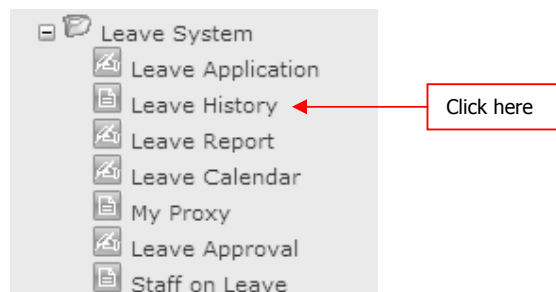 Leave System
Leave Application
Leave History
Click here
Leave Report
Leave Calendar
My Proxy
Leave Approval
Staff on Leave